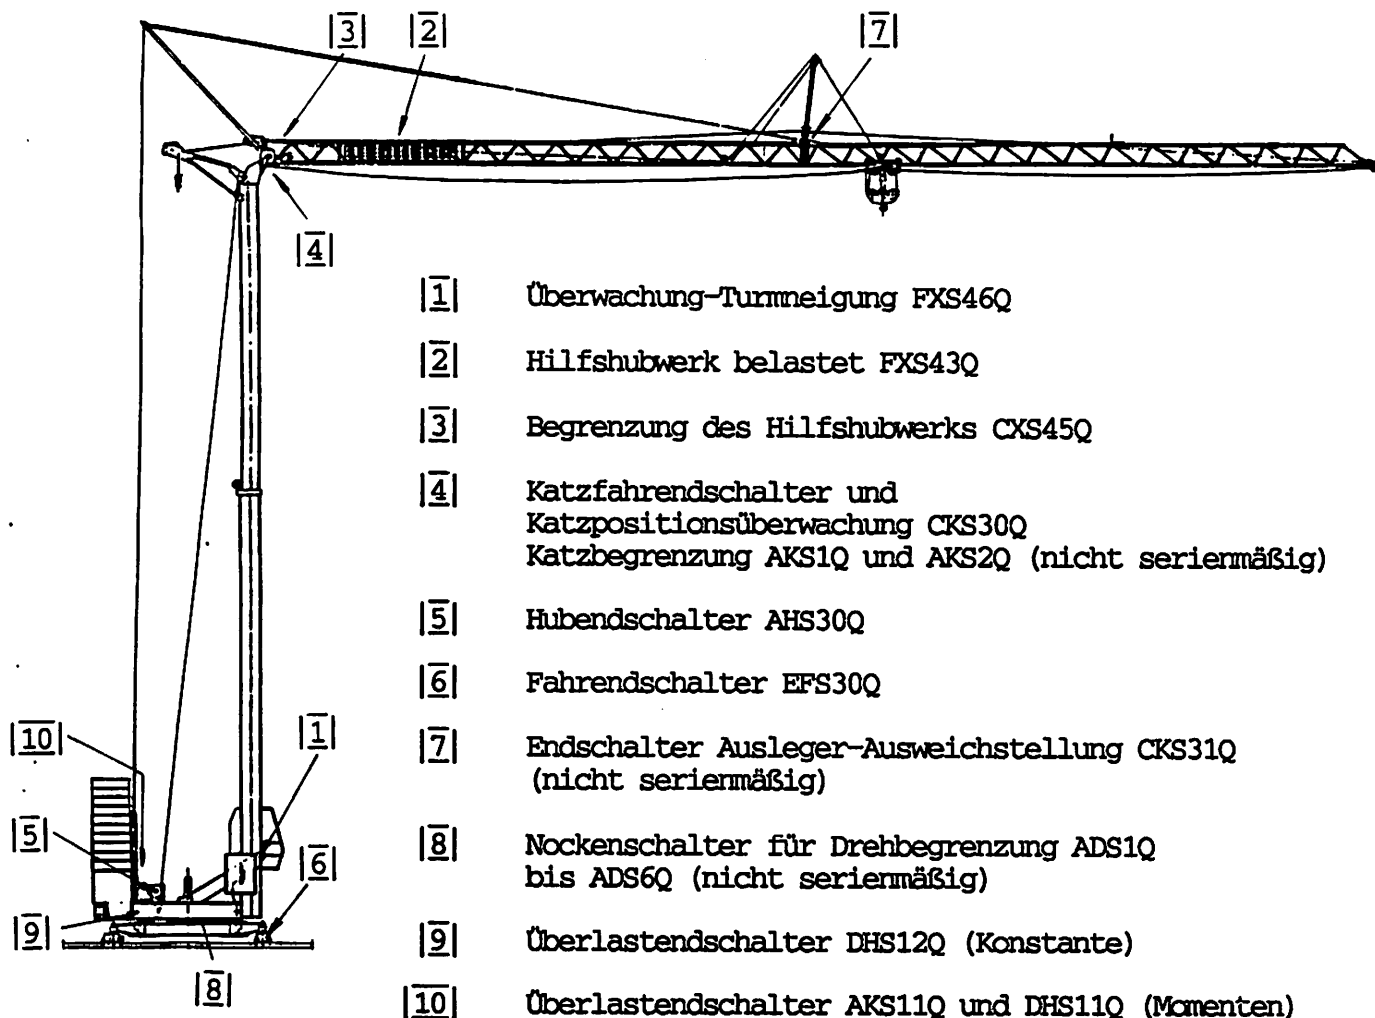 3
2
7
4
1 Überwachung-Turmneigung FXS46Q
2 Hilfshubwerk belastet FXS43Q
3 Begrenzung des Hilfshubwerks CXS45Q
4 Katzfahrendschalter und
Katzpositionsüberwachung CKS30Q
Katzbegrenzung AKS1Q und AKS2Q (nicht serienmäßig)
5 Hubendschalter AHS30Q
6 Fahrendschalter EFS30Q
7 Endschalter Ausleger-Ausweichstellung CKS31Q
(nicht serienmäßig)
8 Nockenschalter für Drehbegrenzung ADS1Q
bis ADS6Q (nicht serienmäßig)
9 Überlastendschalter DHS12Q (Konstante)
10 Überlastendschalter AKS11Q und DHS11Q (Momenten)
10
1
5
6
9
8